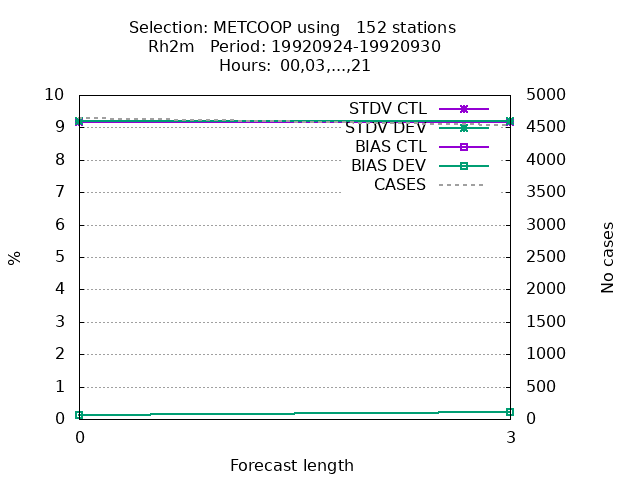 Selection: METCOOP using   152 stations
Rh2m   Period: 19920924-19920930
Hours:  00,03,...,21
10 5000
STDV CTL
9 4500
STDV DEV
BIAS CTL
8 4000
BIAS DEV
CASES
7 3500
6 3000
5 2500
4 2000
3 1500
2 1000
1 500
0 0
%
No cases
0 3
Forecast length